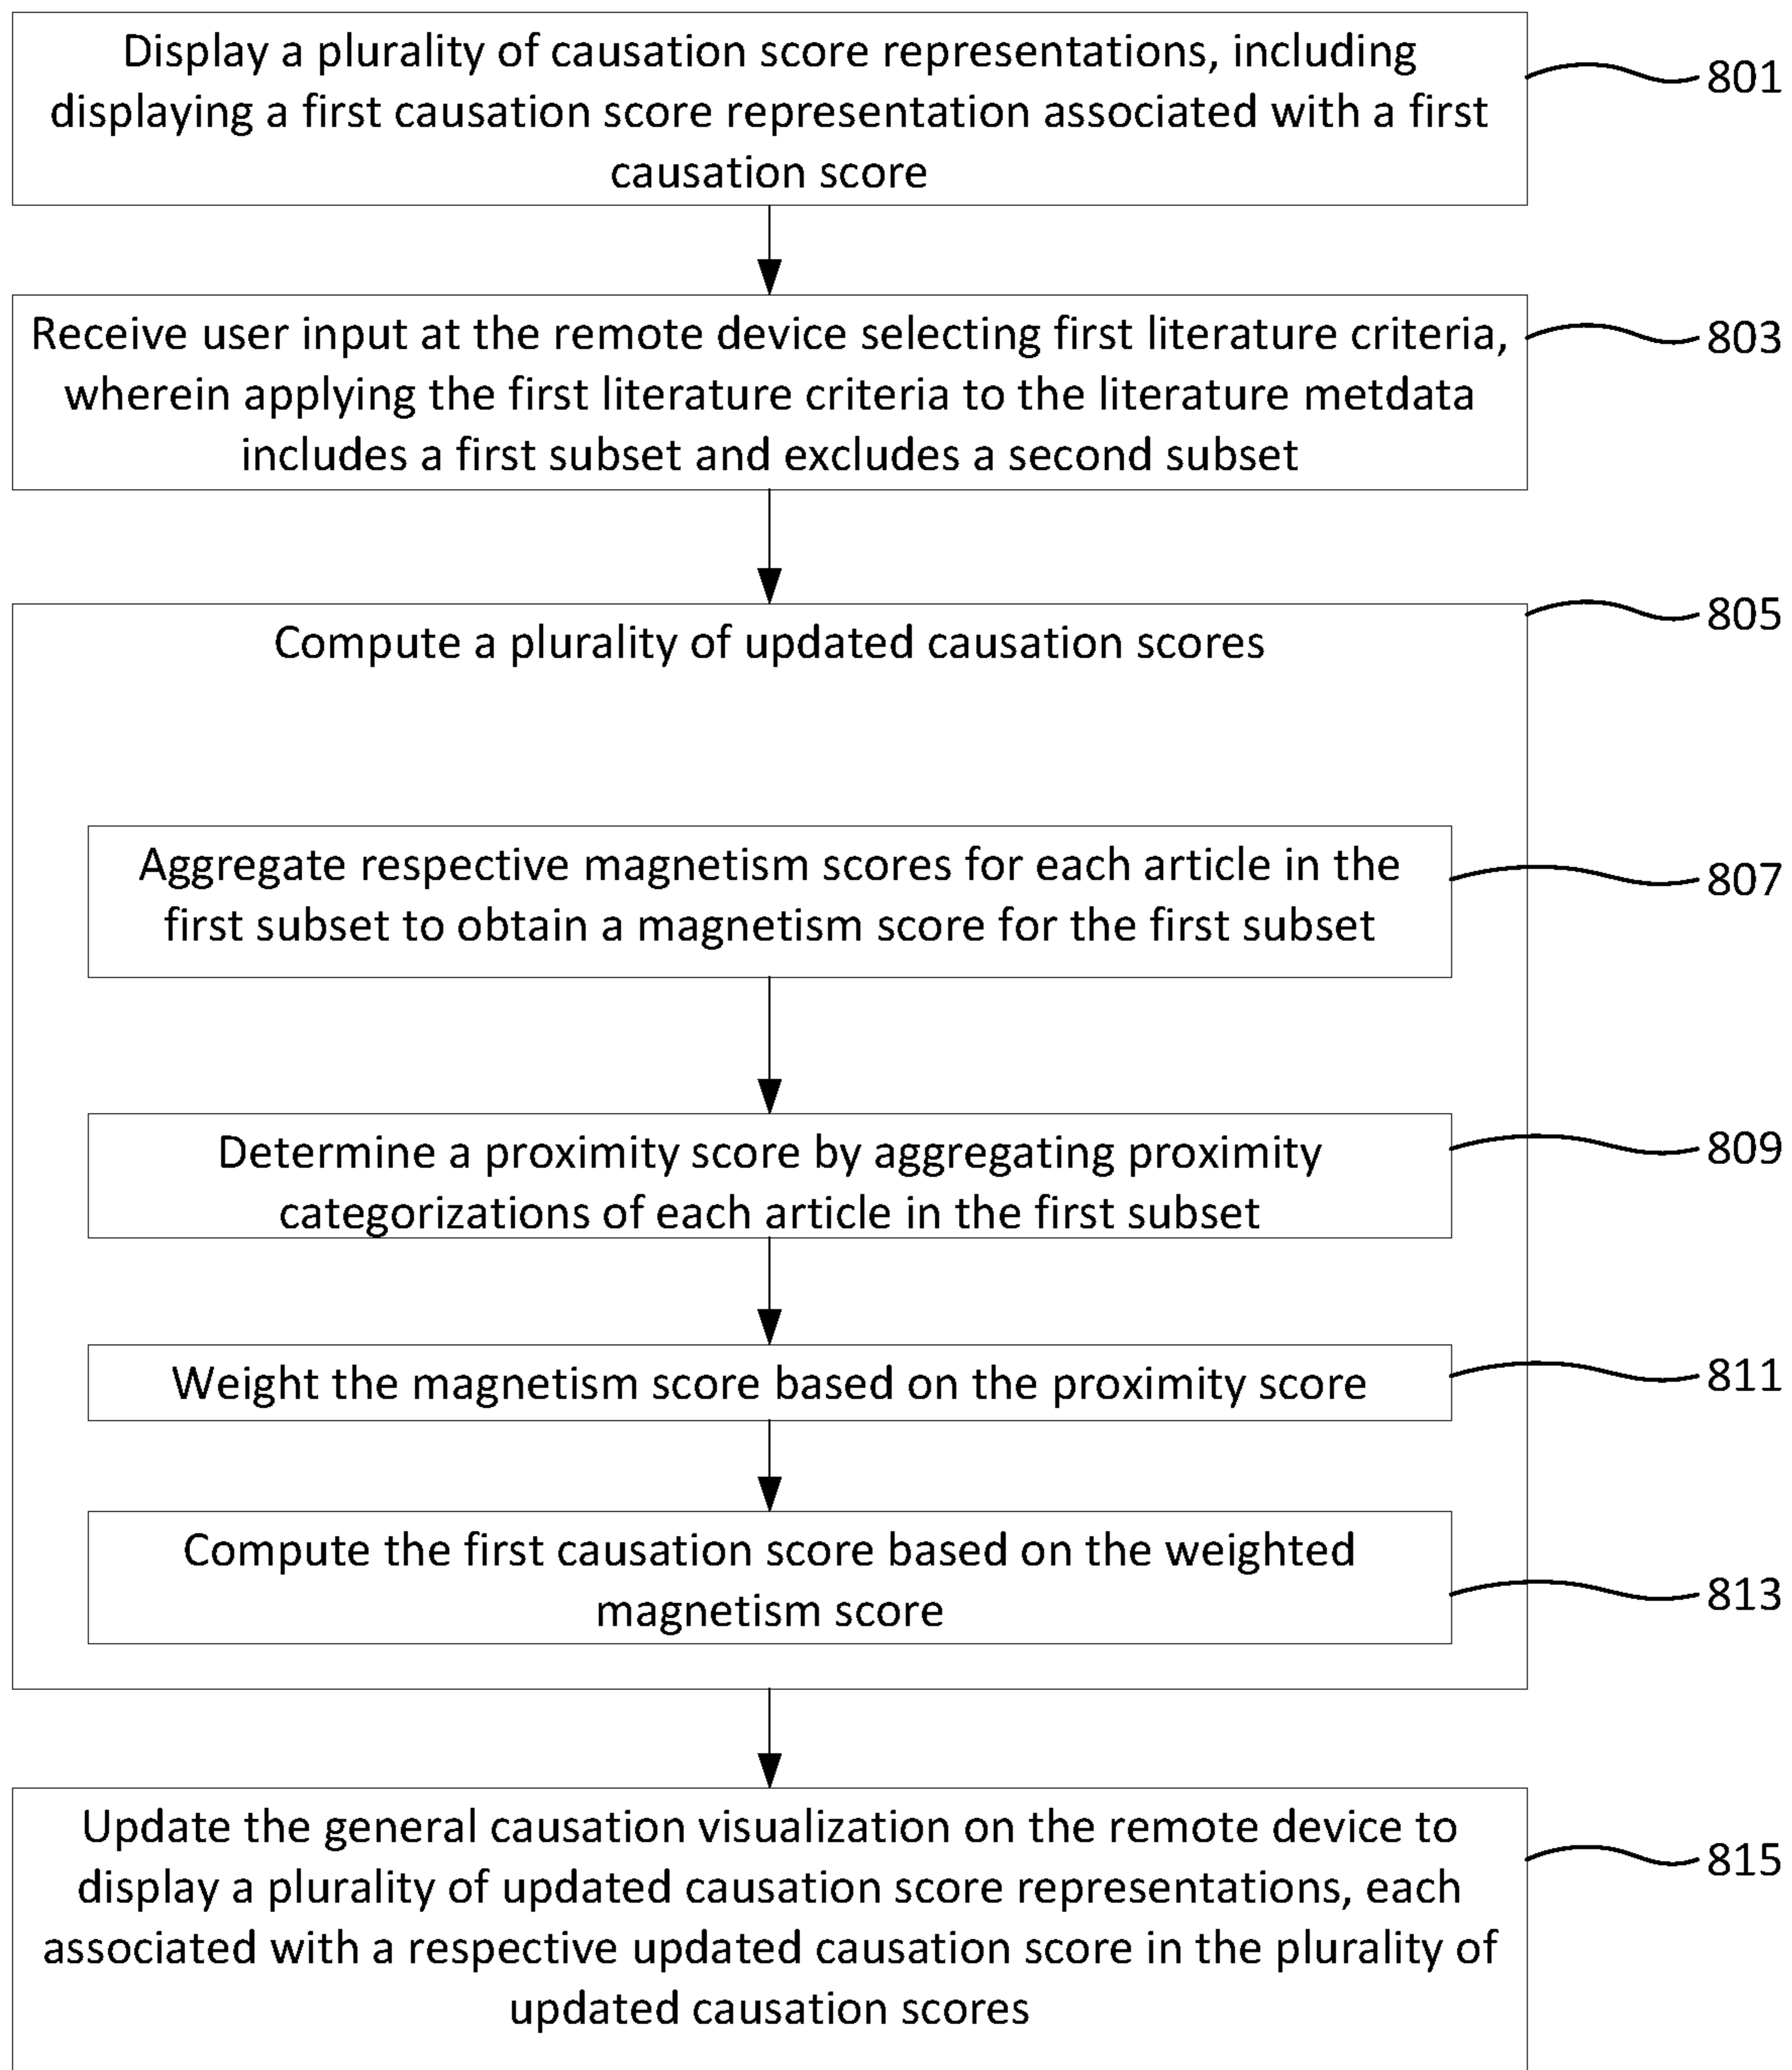 Display a plurality of causation score representations, including
displaying a first causation score representation associated with a first
causation score
801
Receive user input at the remote device selecting first literature criteria,
wherein applying the first literature criteria to the literature metdata
includes a first subset and excludes a second subset
803
805
Compute a plurality of updated causation scores
Aggregate respective magnetism scores for each article in the
first subset to obtain a magnetism score for the first subset
807
Determine a proximity score by aggregating proximity
categorizations of each article in the first subset
809
Weight the magnetism score based on the proximity score
811
Compute the first causation score based on the weighted
magnetism score
813
Update the general causation visualization on the remote device to
display a plurality of updated causation score representations, each
associated with a respective updated causation score in the plurality of
updated causation scores
815